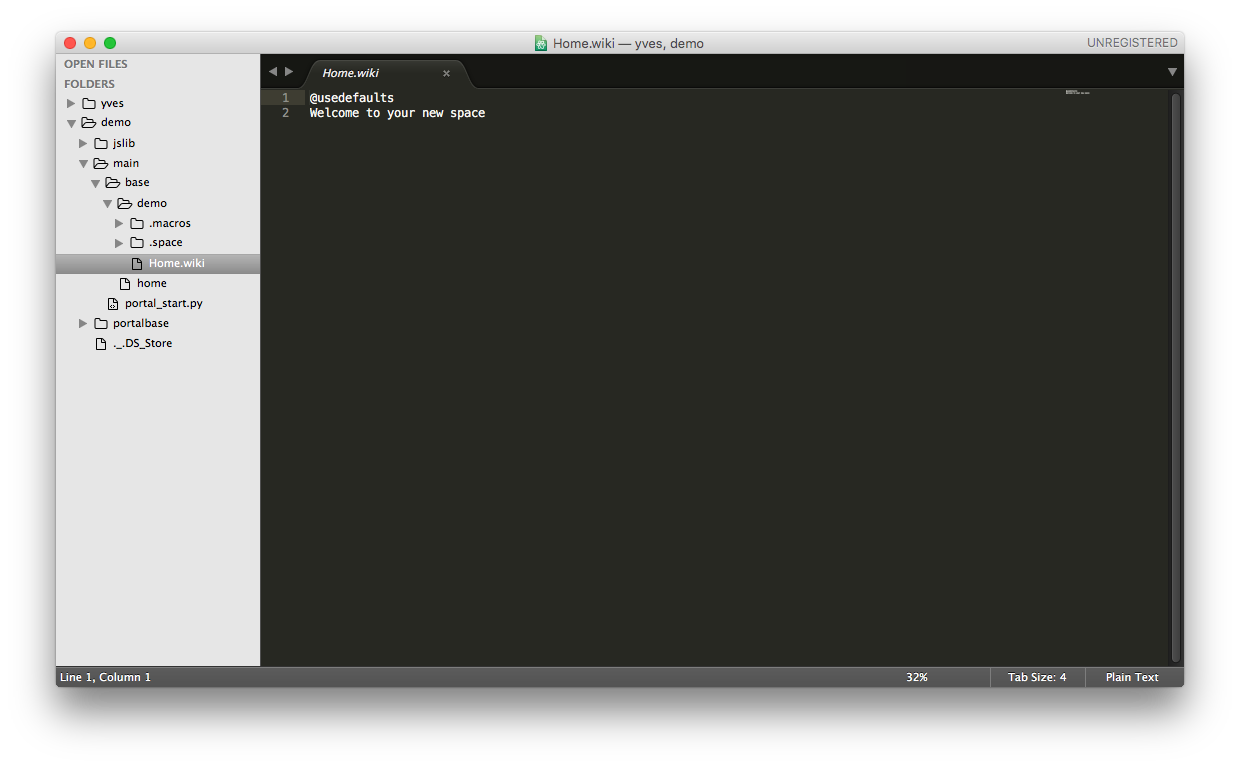 Home.wiki — yves, demo
UNREGISTERED
OPEN FILES
FOLDERS
yves
demo
jslib
main
base
demo
.macros
.space
Home.wiki
home
portal_start.py
portalbase
._.DS_Store
Home.wiki
1 @usedefaults
2 Welcome to your new space
Line 1, Column 1
32%
Tab Size: 4
Plain Text